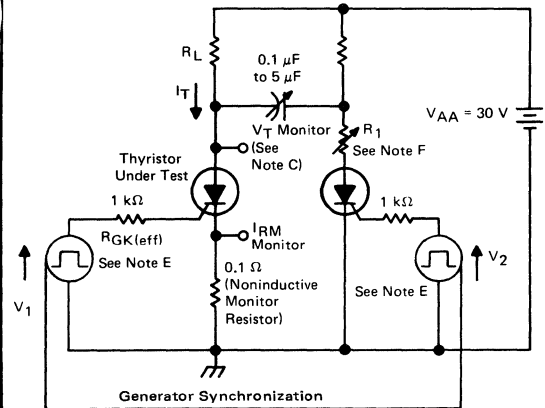 R_L
0.1 μF
to 5 μF
I_T
V_AA = 30 V
V_T Monitor
(See
Note C)
R_1
See Note F
Thyristor
Under Test
1 kΩ
1 kΩ
R_GK(eff)
I_RM
Monitor
See Note E
V_2
0.1 Ω
(Noninductive
Monitor
Resistor)
See Note E
V_1
Generator Synchronization